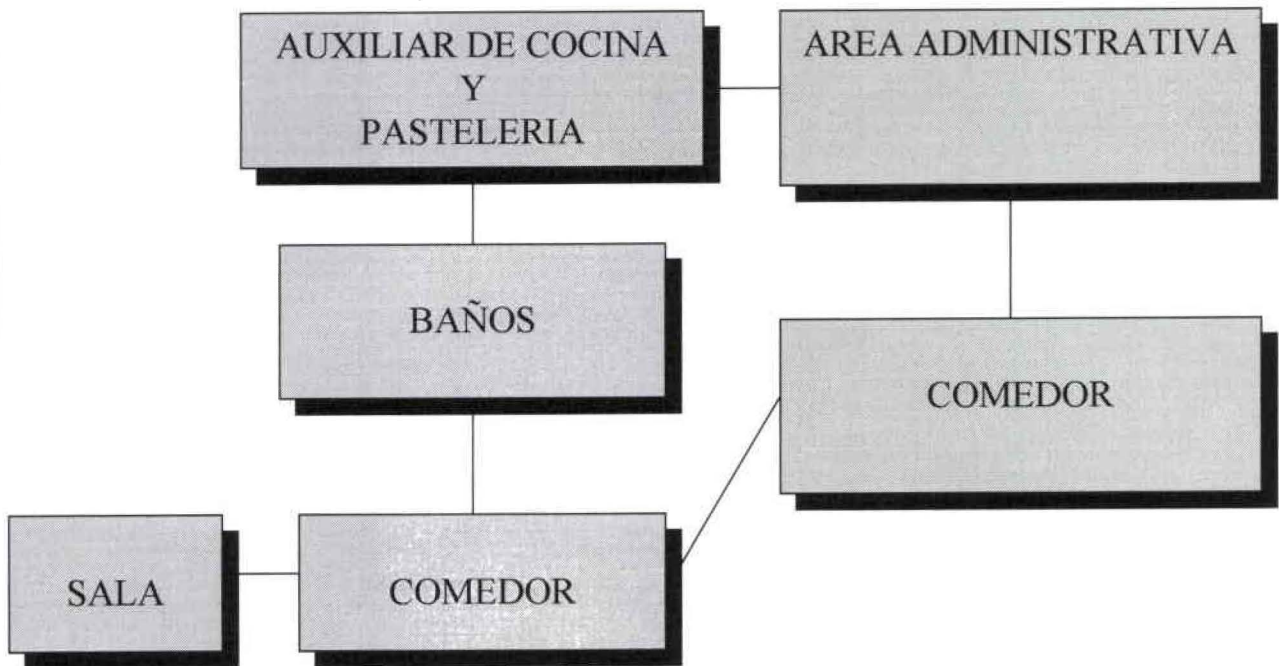 AUXILIAR DE COCINA
Y
PASTELERIA
AREA ADMINISTRATIVA
BAÑOS
COMEDOR
SALA
COMEDOR